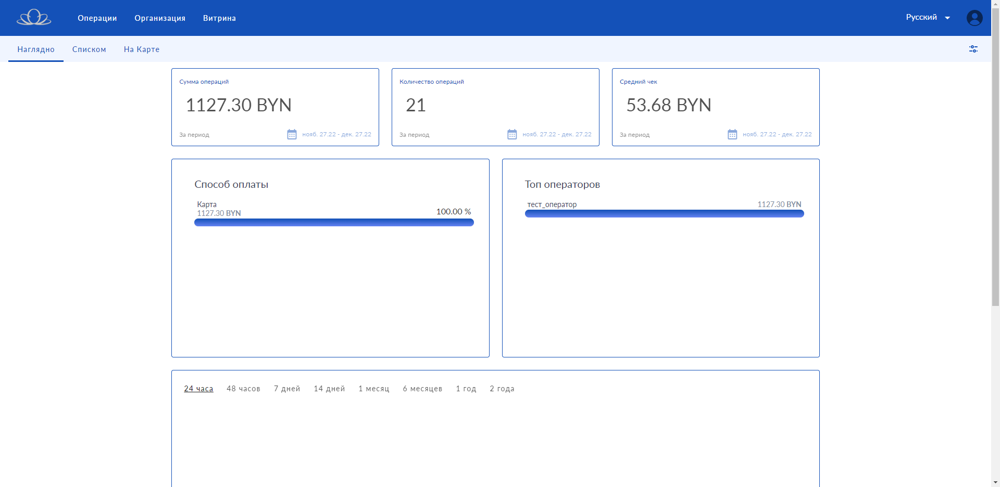 Операции Организация Витрина Русский
Наглядно Списком На Карте
Сумма операций
1127.30 BYN
За период нояб. 27.22 - дек. 27.22
Количество операций
21
За период нояб. 27.22 - дек. 27.22
Средний чек
53.68 BYN
За период нояб. 27.22 - дек. 27.22
Способ оплаты
Карта
1127.30 BYN 100.00 %
Топ операторов
тест_оператор 1127.30 BYN
24 часа 48 часов 7 дней 14 дней 1 месяц 6 месяцев 1 год 2 года